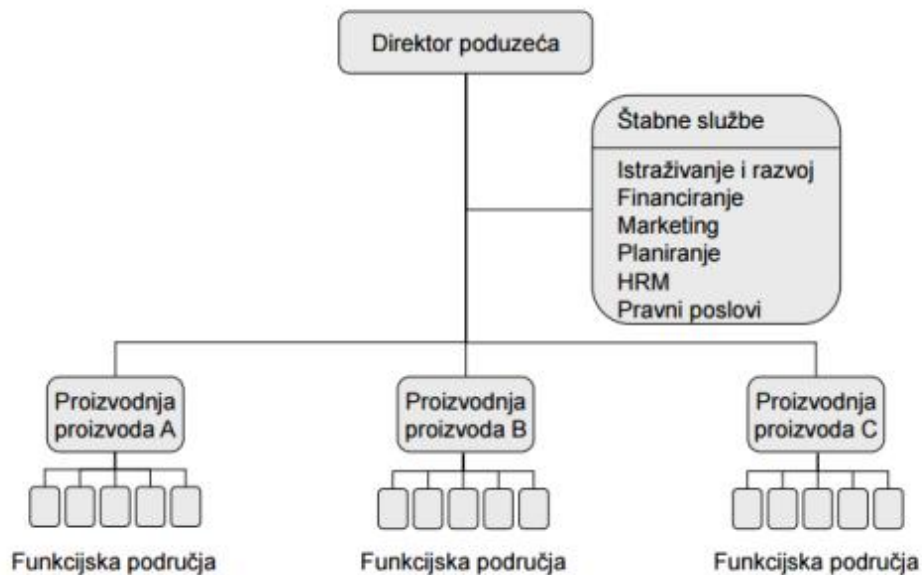 Direktor poduzeća
Štabne službe
Istraživanje i razvoj
Financiranje
Marketing
Planiranje
HRM
Pravni poslovi
Proizvodnja
proizvoda A
Proizvodnja
proizvoda B
Proizvodnja
proizvoda C
Funkcijska područja
Funkcijska područja
Funkcijska područja